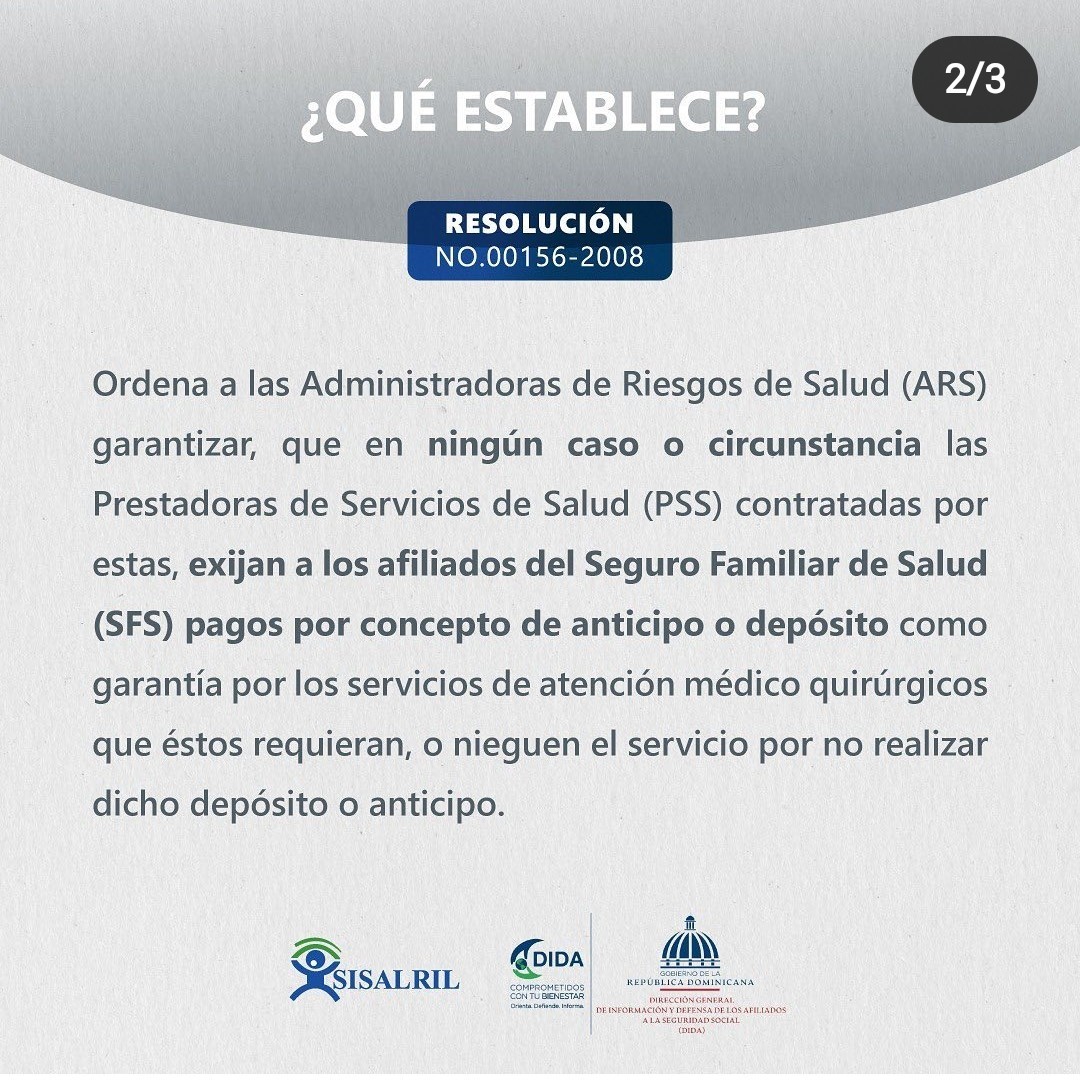 2/3
¿QUÉ ESTABLECE?
RESOLUCIÓN
NO.00156-2008
Ordena a las Administradoras de Riesgos de Salud (ARS)
garantizar, que en ningún caso o circunstancia las
Prestadoras de Servicios de Salud (PSS) contratadas por
estas, exijan a los afiliados del Seguro Familiar de Salud
(SFS) pagos por concepto de anticipo o depósito como
garantía por los servicios de atención médico quirúrgicos
que éstos requieran, o nieguen el servicio por no realizar
dicho depósito o anticipo.
SISALRIL
DIDA
COMPROMETIDOS
CON TU BIENESTAR
Orienta. Defiende. Informa.
GOBIERNO DE LA
REPÚBLICA DOMINICANA
DIRECCIÓN GENERAL
DE INFORMACIÓN Y DEFENSA DE LOS AFILIADOS
A LA SEGURIDAD SOCIAL
(DIDA)